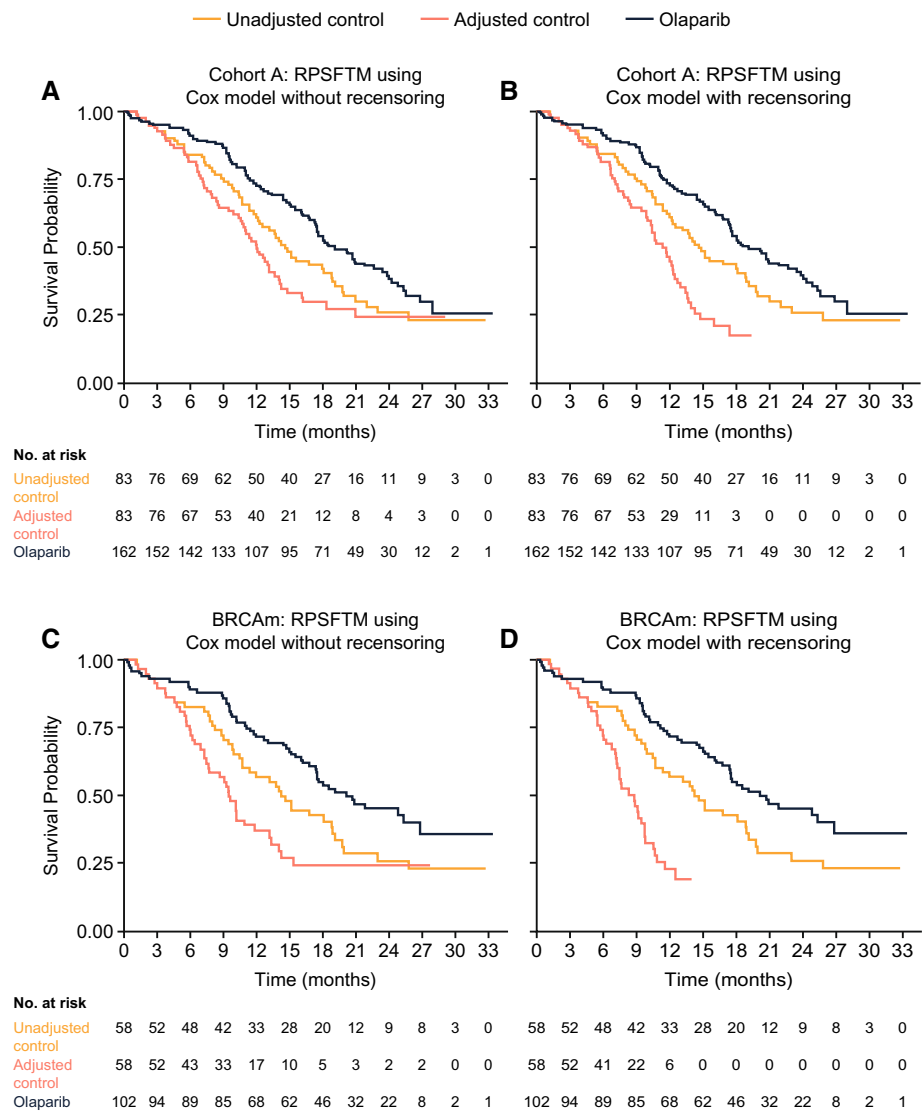 Unadjusted control Adjusted control Olaparib
A Cohort A: RPSFTM using
Cox model without recensoring
B Cohort A: RPSFTM using
Cox model with recensoring
Survival Probability
1.00
0.75
0.50
0.25
0.00
0 3 6 9 12 15 18 21 24 27 30 33
0 3 6 9 12 15 18 21 24 27 30 33
Time (months)
Time (months)
No. at risk
Unadjusted control 83 76 69 62 50 40 27 16 11 9 3 0
83 76 69 62 50 40 27 16 11 9 3 0
Adjusted control 83 76 67 53 40 21 12 8 4 3 0 0
83 76 67 53 29 11 3 0 0 0 0 0
Olaparib 162 152 142 133 107 95 71 49 30 12 2 1
162 152 142 133 107 95 71 49 30 12 2 1
C BRCAm: RPSFTM using
Cox model without recensoring
D BRCAm: RPSFTM using
Cox model with recensoring
Survival Probability
1.00
0.75
0.50
0.25
0.00
0 3 6 9 12 15 18 21 24 27 30 33
0 3 6 9 12 15 18 21 24 27 30 33
Time (months)
Time (months)
No. at risk
Unadjusted control 58 52 48 42 33 28 20 12 9 8 3 0
58 52 48 42 33 28 20 12 9 8 3 0
Adjusted control 58 52 43 33 17 10 5 3 2 2 0 0
58 52 41 22 6 0 0 0 0 0 0 0
Olaparib 102 94 89 85 68 62 46 32 22 8 2 1
102 94 89 85 68 62 46 32 22 8 2 1